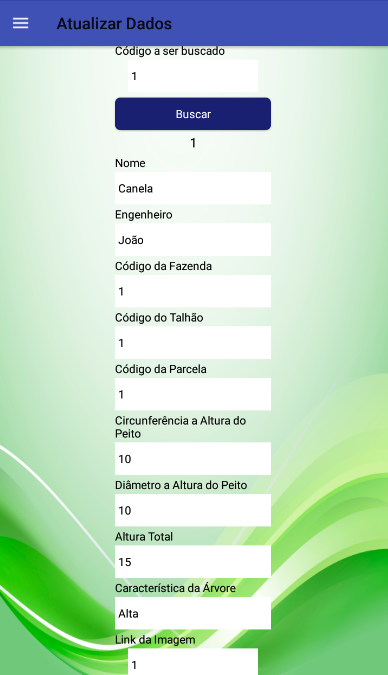 Atualizar Dados
Código a ser buscado
1
Buscar
1
Nome
Canela
Engenheiro
João
Código da Fazenda
1
Código do Talhão
1
Código da Parcela
1
Circunferência a Altura do
Peito
10
Diâmetro a Altura do Peito
10
Altura Total
15
Característica da Árvore
Alta
Link da Imagem
1